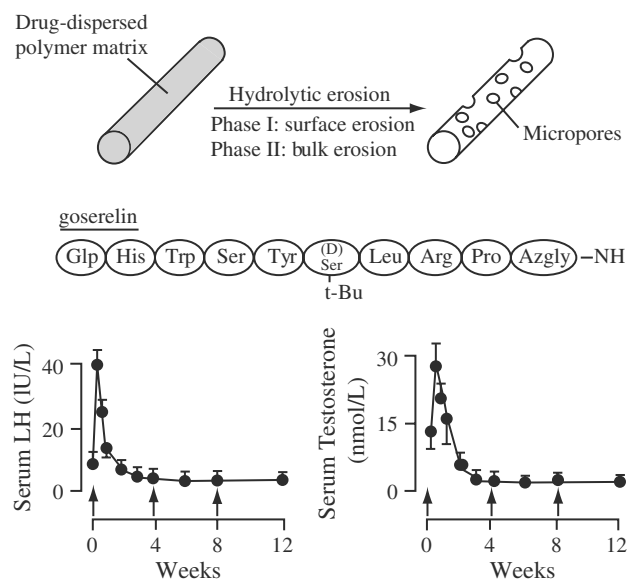 Drug-dispersed
polymer matrix
Hydrolytic erosion
Phase I: surface erosion
Phase II: bulk erosion
Micropores
goserelin
Glp His Trp Ser Tyr (D) Ser Leu Arg Pro Azgly –NH
t-Bu
Serum LH (IU/L)
40
20
0
0 4 8 12
Weeks
Serum Testosterone
(nmol/L)
30
15
0
0 4 8 12
Weeks